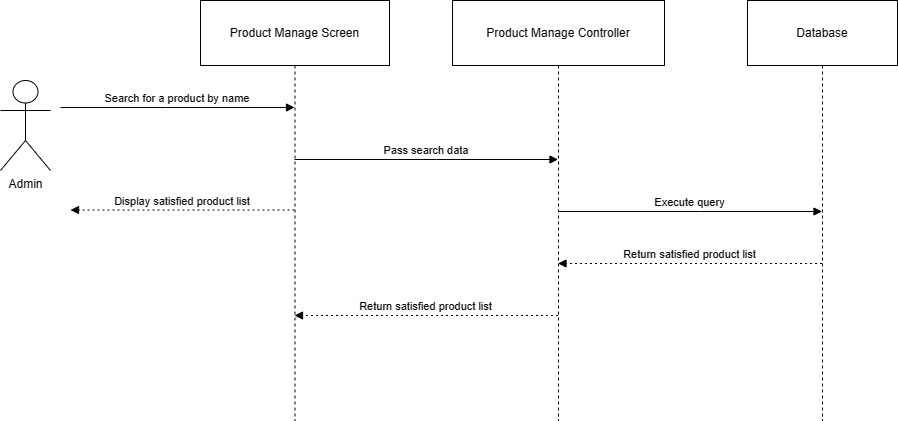 Product Manage Screen
Product Manage Controller
Database
Search for a product by name
Pass search data
Admin
Display satisfied product list
Execute query
Return satisfied product list
Return satisfied product list